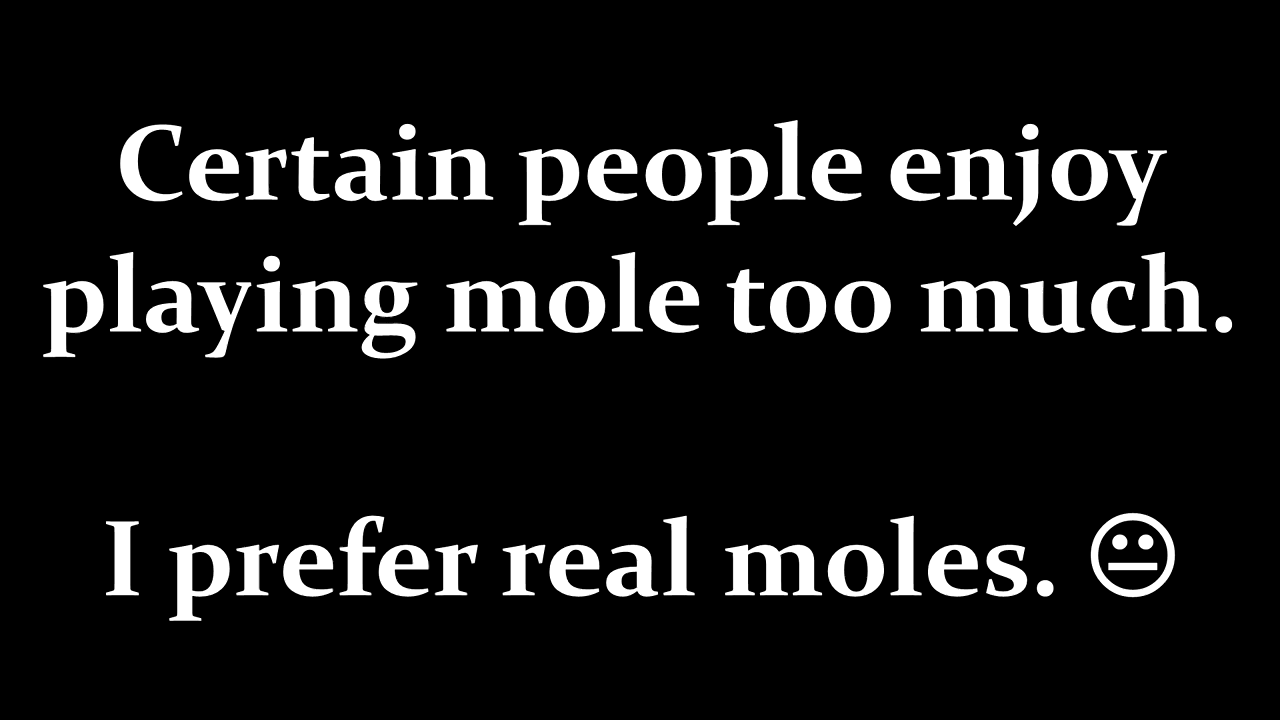 Certain people enjoy
playing mole too much.
I prefer real moles. 😐